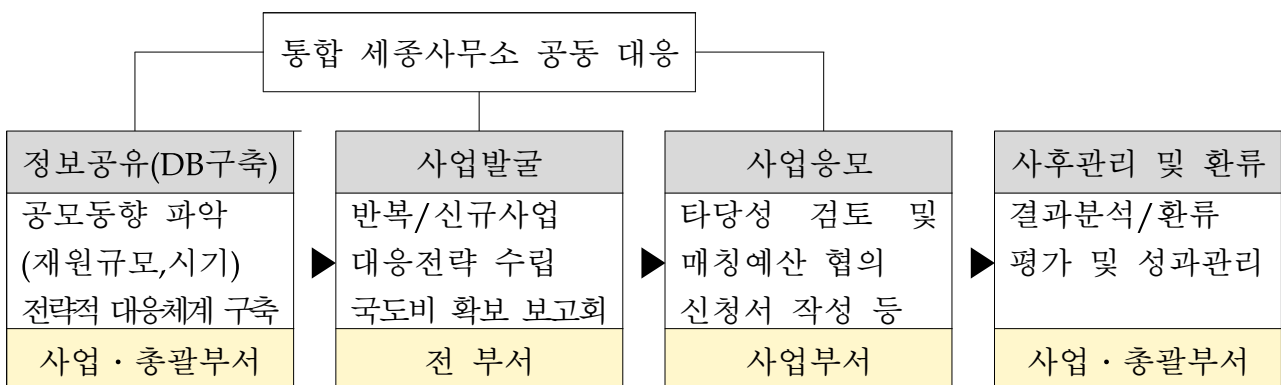 통합 세종사무소 공동 대응
정보공유(DB구축)
공모동향 파악
(재원규모,시기)
전략적 대응체계 구축
사업·총괄부서
▶
사업발굴
반복/신규사업
대응전략 수립
국도비 확보 보고회
전 부서
▶
사업응모
타당성 검토 및
매칭예산 협의
신청서 작성 등
사업부서
▶
사후관리 및 환류
결과분석/환류
평가 및 성과관리
사업·총괄부서